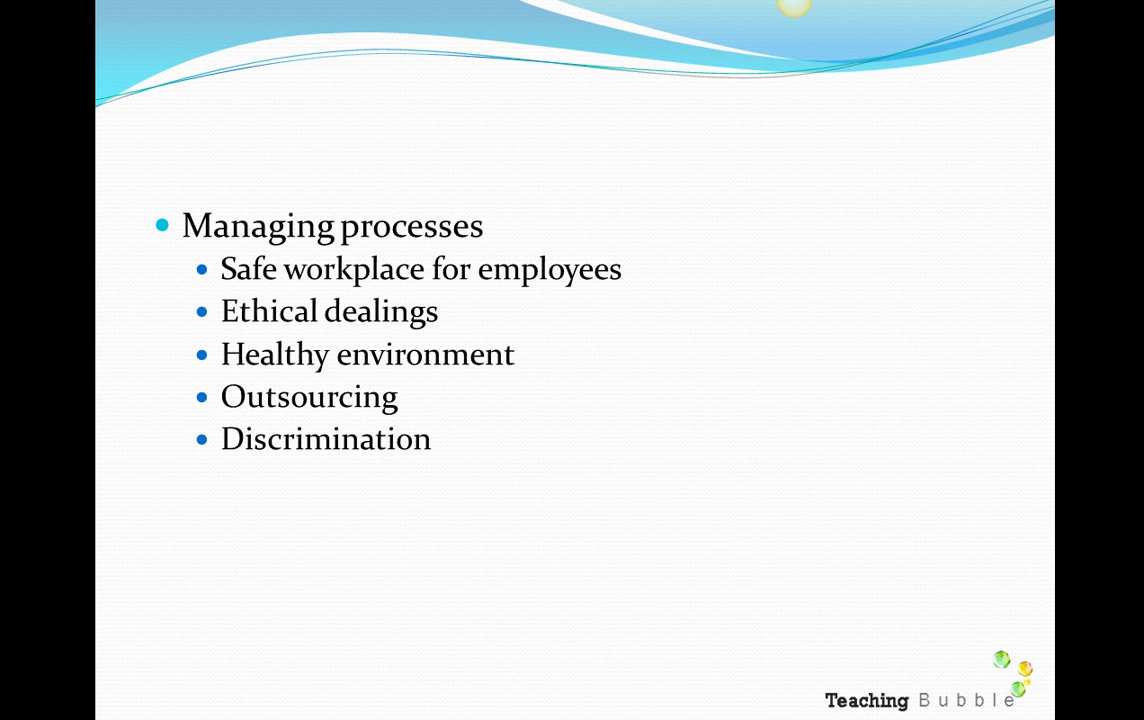 Managing processes
Safe workplace for employees
Ethical dealings
Healthy environment
Outsourcing
Discrimination
Teaching Bubble